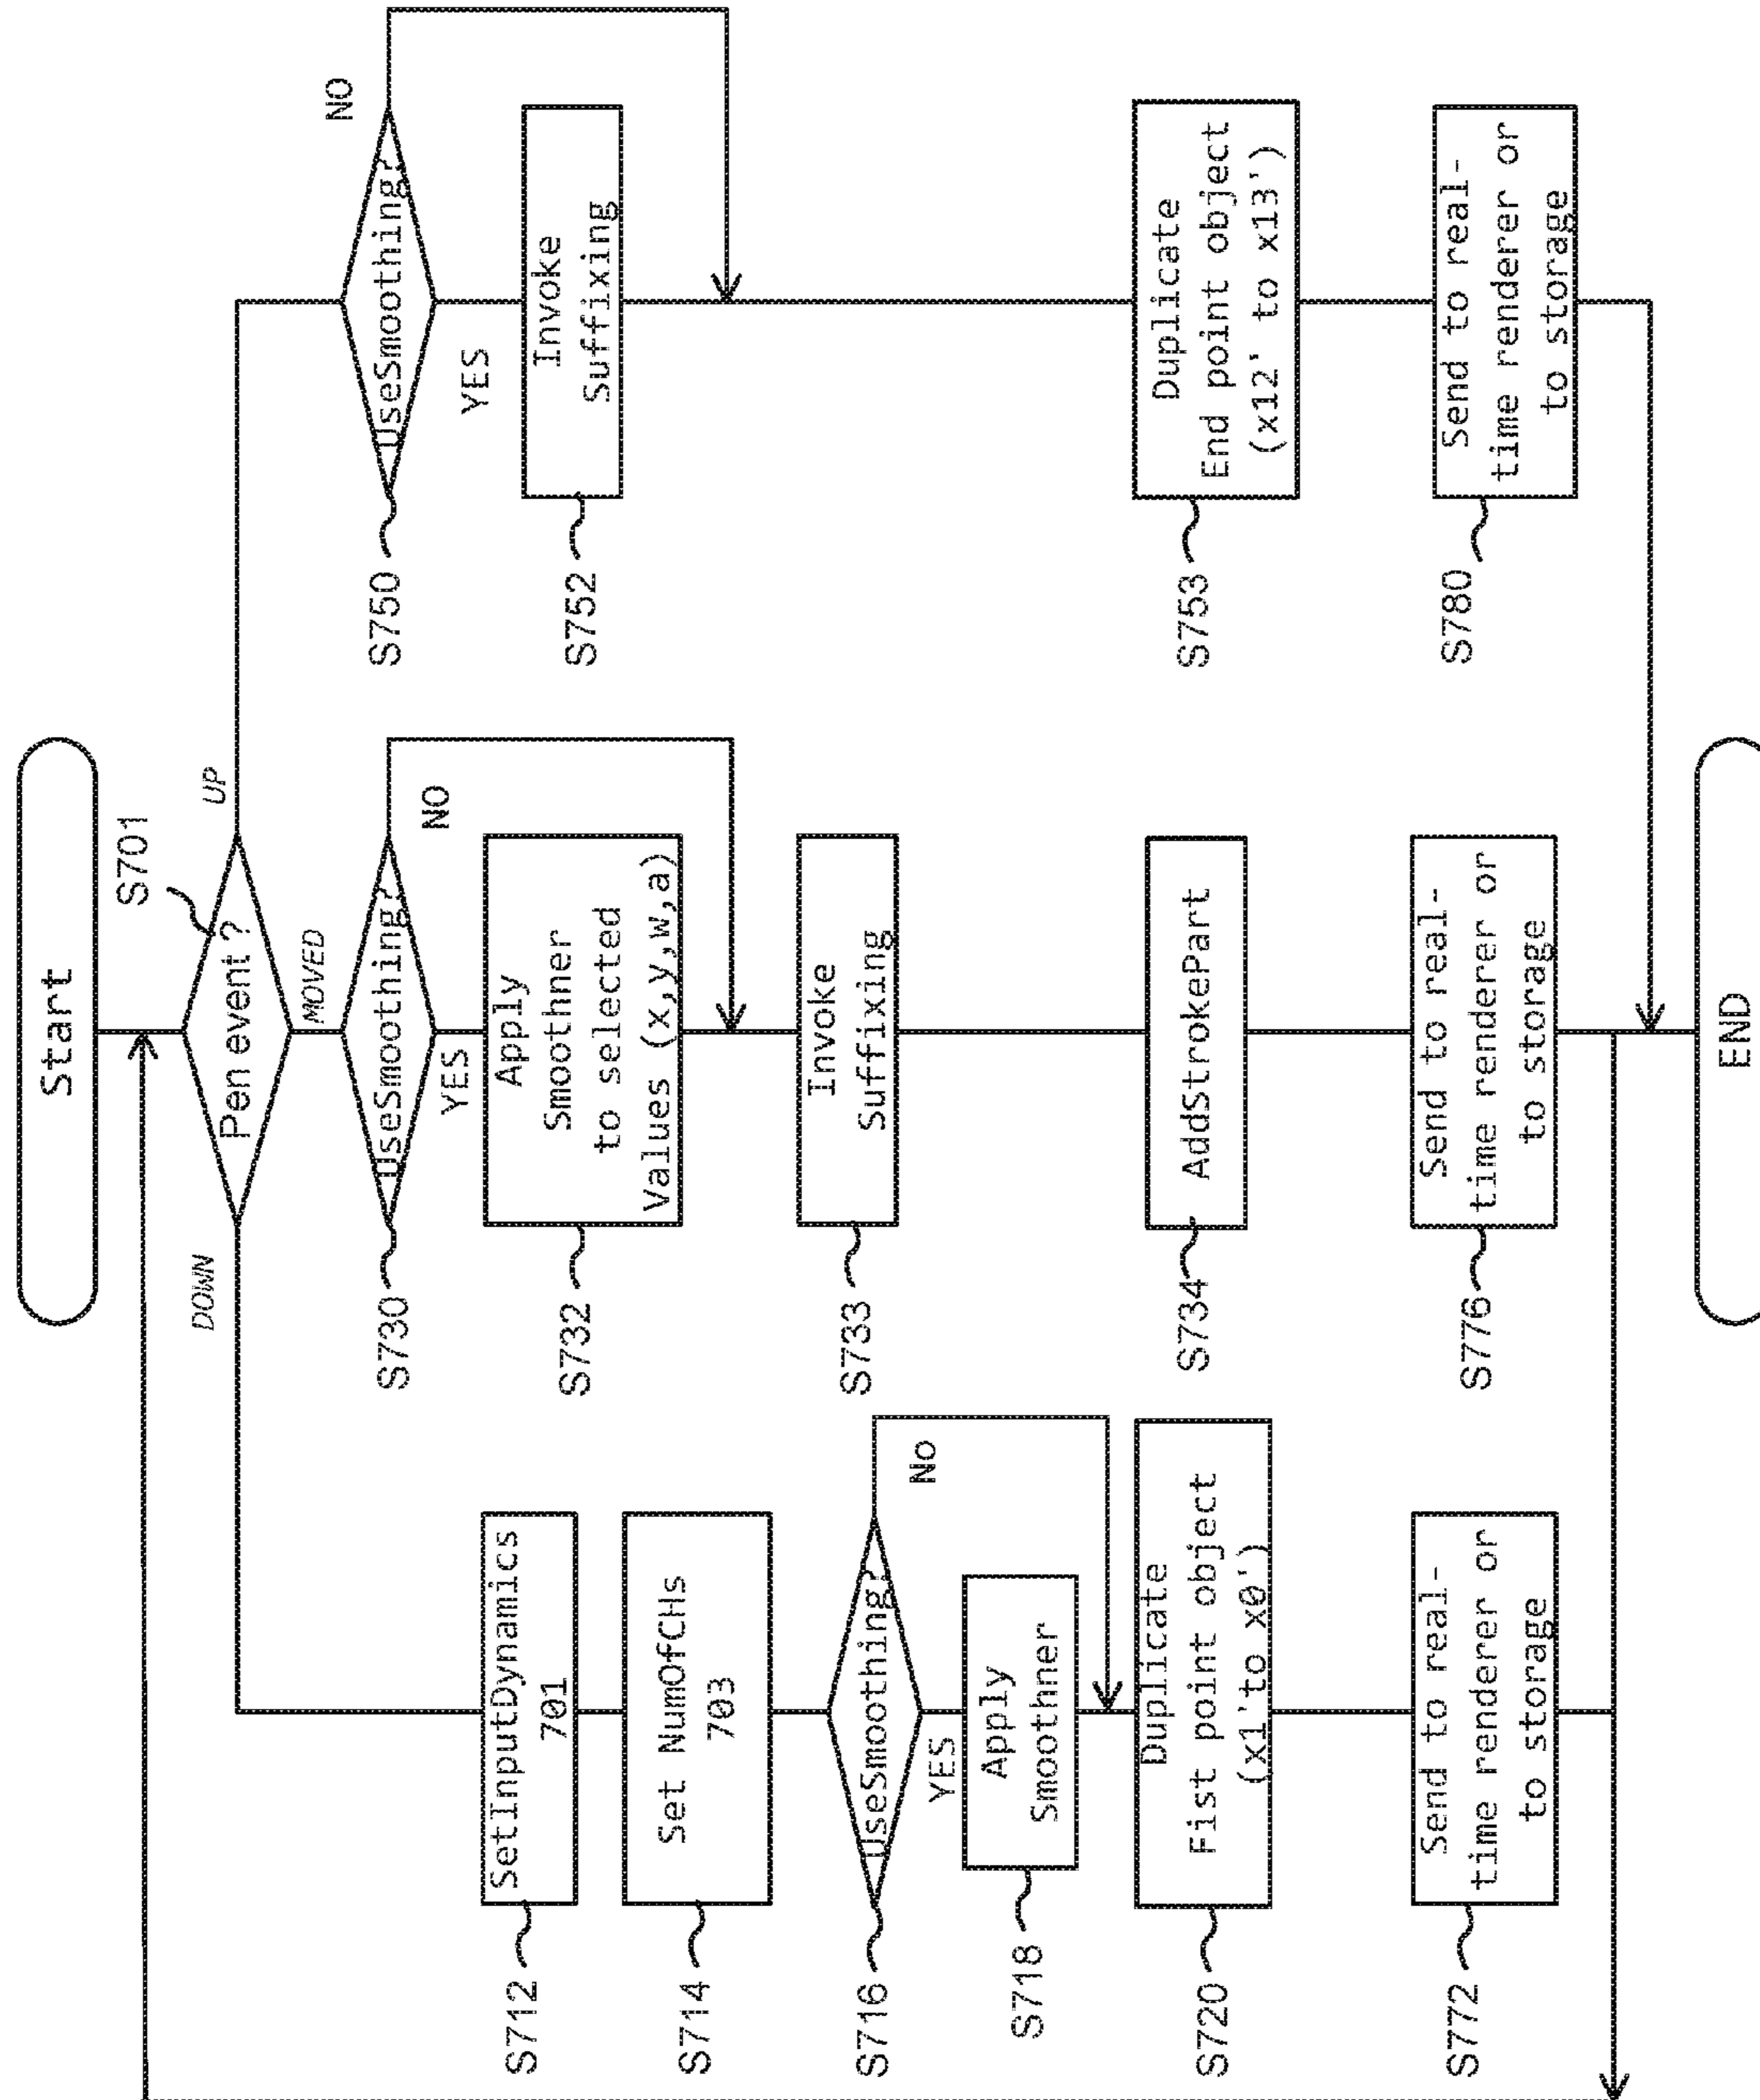 Start
S701
Pen event ?
DOWN
MOVED
UP
S712
SetInputDynamics
701
S714
Set NumOfCHs
703
S716
UseSmoothing?
No
YES
S718
Apply
Smoothner
S720
Duplicate
Fist point object
(x1'to x0')
S772
Send to real-
time renderer or
to storage
S730
UseSmoothing?
NO
YES
S732
Apply
Smoothner
to selected
Values (x,y,w,a)
S733
Invoke
Suffixing
S734
AddStrokePart
S776
Send to real-
time renderer or
to storage
S750
UseSmoothing?
NO
YES
S752
Invoke
Suffixing
S753
Duplicate
End point object
(x12' to x13')
S780
Send to real-
time renderer or
to storage
END